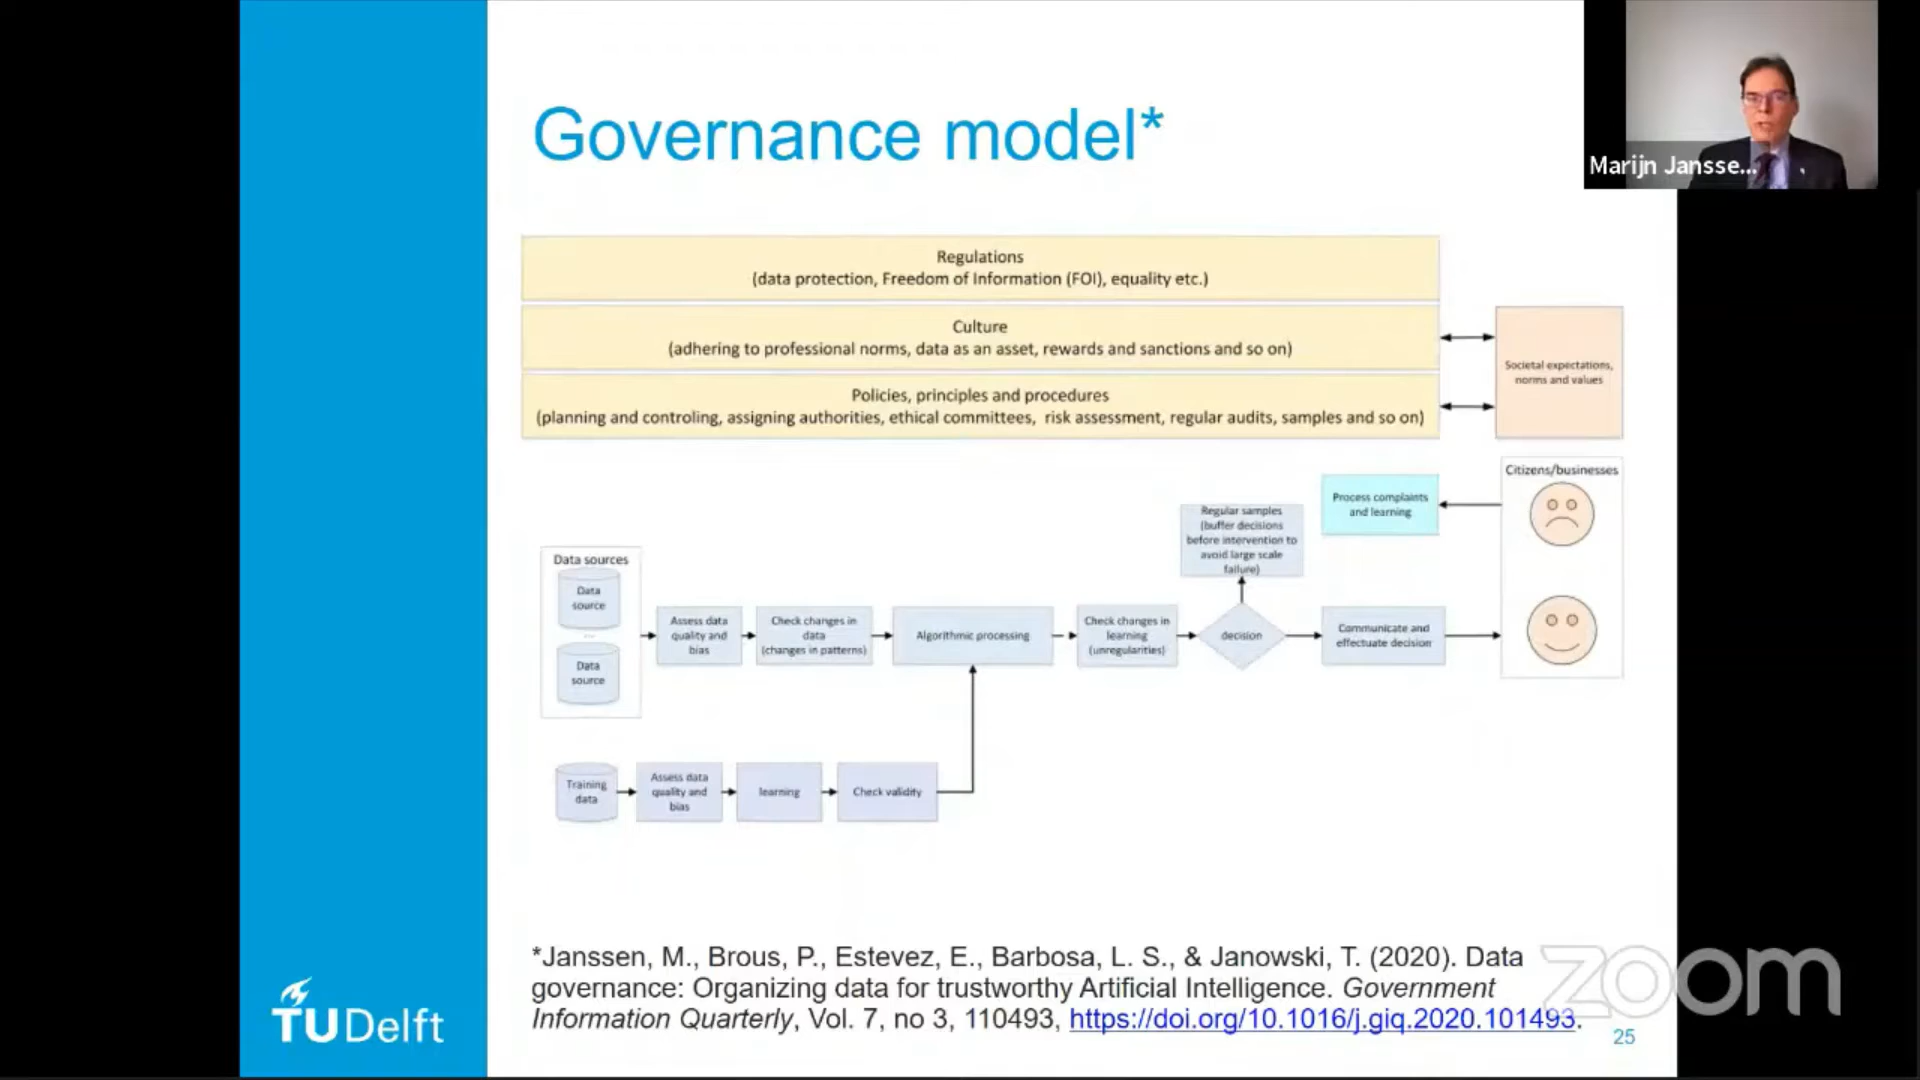 Governance model*
Marijn Jansse...
Regulations
(data protection, Freedom of Information (FOI), equality etc.)
Culture
(adhering to professional norms, data as an asset, rewards and sanctions and so on)
Policies, principles and procedures
(planning and controling, assigning authorities, ethical committees, risk assessment, regular audits, samples and so on)
Societal expectations,
norms and values
Citizens/businesses
Process complaints
and learning
Regular samples
(buffer decisions
before intervention to
avoid large scale
failure)
Data sources
Data
source
...
Data
source
Assess data
quality and
bias
Check changes in
data
(changes in patterns)
Algorithmic processing
Check changes in
learning
(unregularities)
decision
Communicate and
effectuate decision
Training
data
Assess data
quality and
bias
learning
Check validity
*Janssen, M., Brous, P., Estevez, E., Barbosa, L. S., & Janowski, T. (2020). Data
governance: Organizing data for trustworthy Artificial Intelligence. Government
Information Quarterly, Vol. 7, no 3, 110493, https://doi.org/10.1016/j.giq.2020.101493.
TUDelft
zoom
25